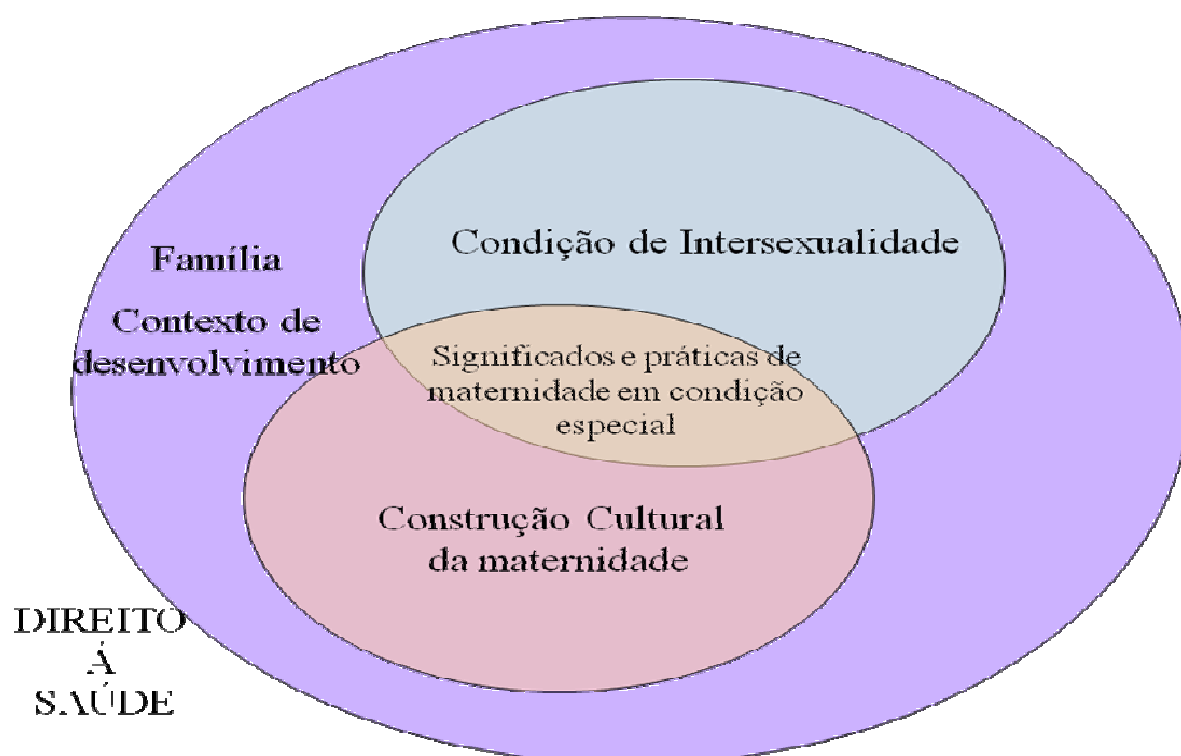 Condição de Intersexualidade
Família
Contexto de
desenvolvimento
Significados e práticas de
maternidade em condição
especial
Construção Cultural
da maternidade
DIREITO
Á
SAÚDE